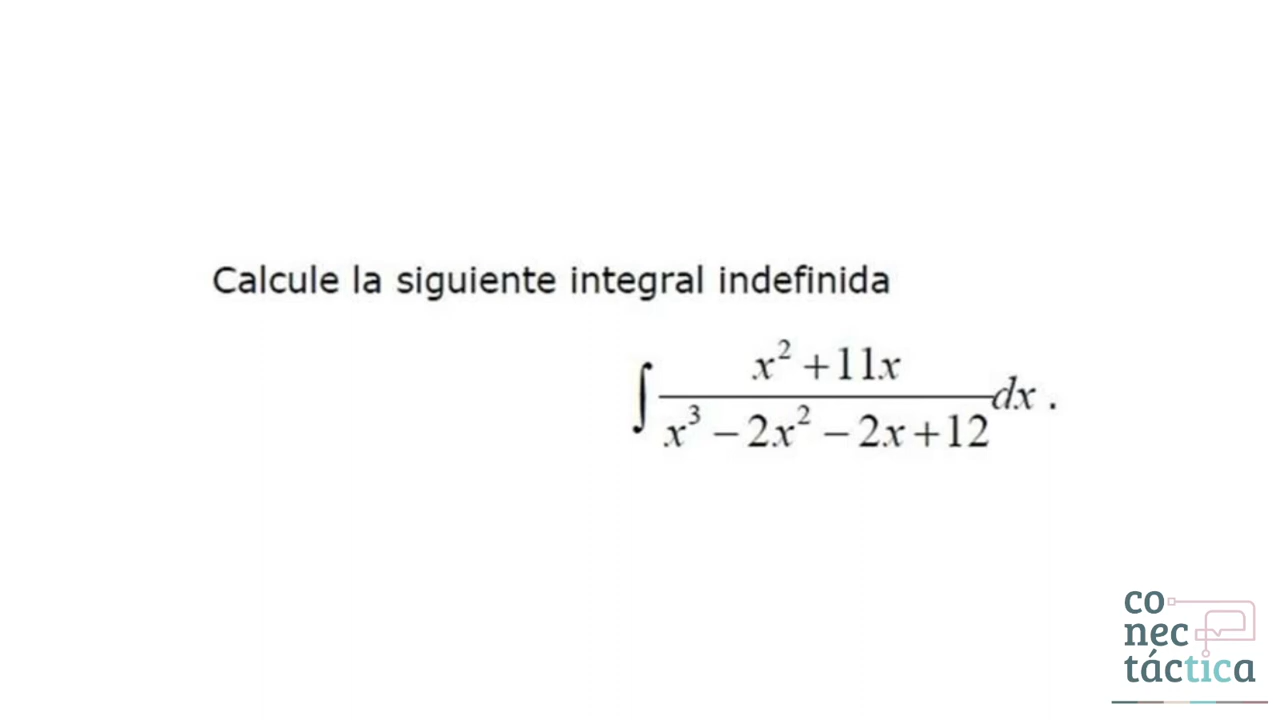 Calcule la siguiente integral indefinida
∫ (x² + 11x)/(x³ − 2x² − 2x + 12) dx .
co
nec
táctica